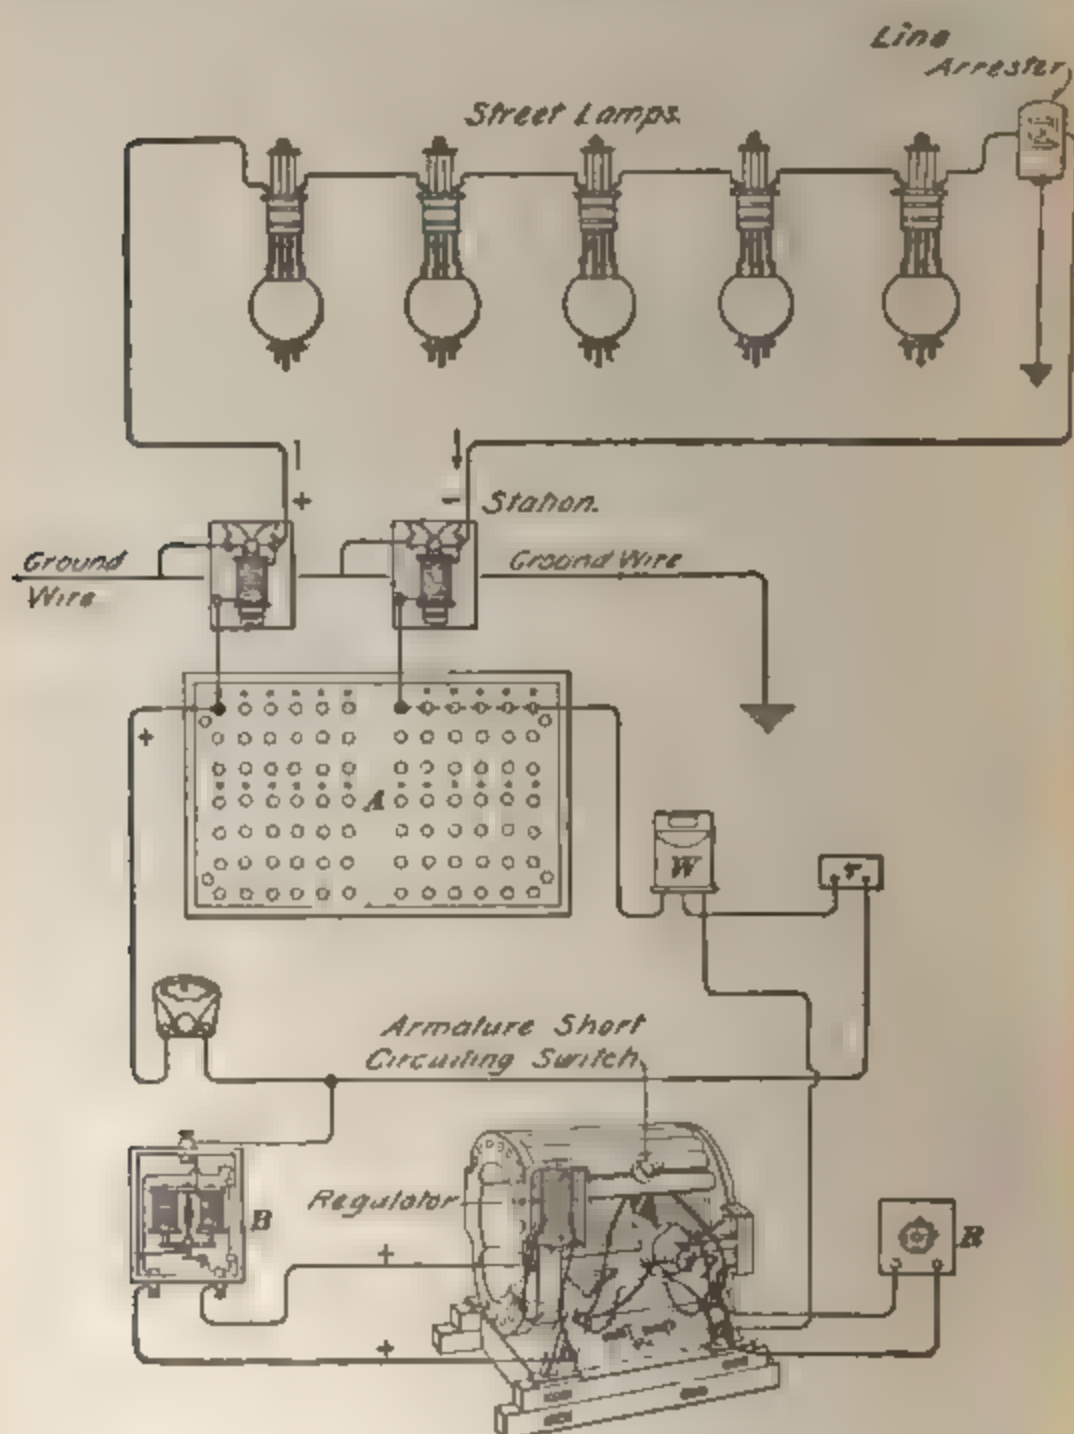 Line
Arrester
Street Lamps.
+
- Station.
Ground
Wire
Ground Wire
+
A
W
Armature Short
Circuiting Switch
Regulator
B
+
R
+